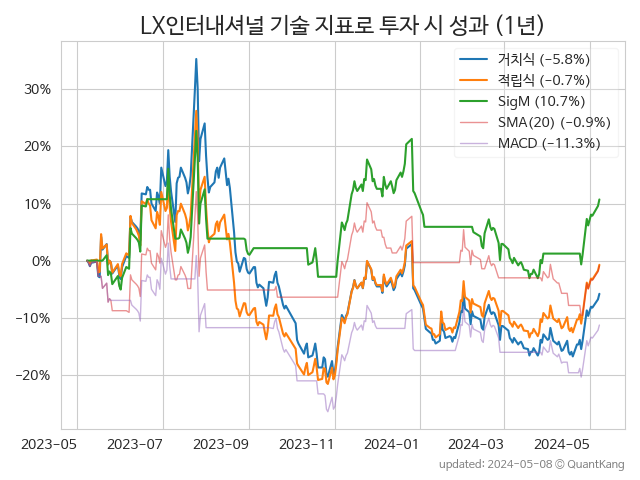 LX인터내셔널 기술 지표로 투자 시 성과 (1년)
거치식 (−5.8%)
적립식 (−0.7%)
SigM (10.7%)
SMA(20) (−0.9%)
MACD (−11.3%)
30%
20%
10%
0%
−10%
−20%
2023-05 2023-07 2023-09 2023-11 2024-01 2024-03 2024-05
updated: 2024-05-08 © QuantKang